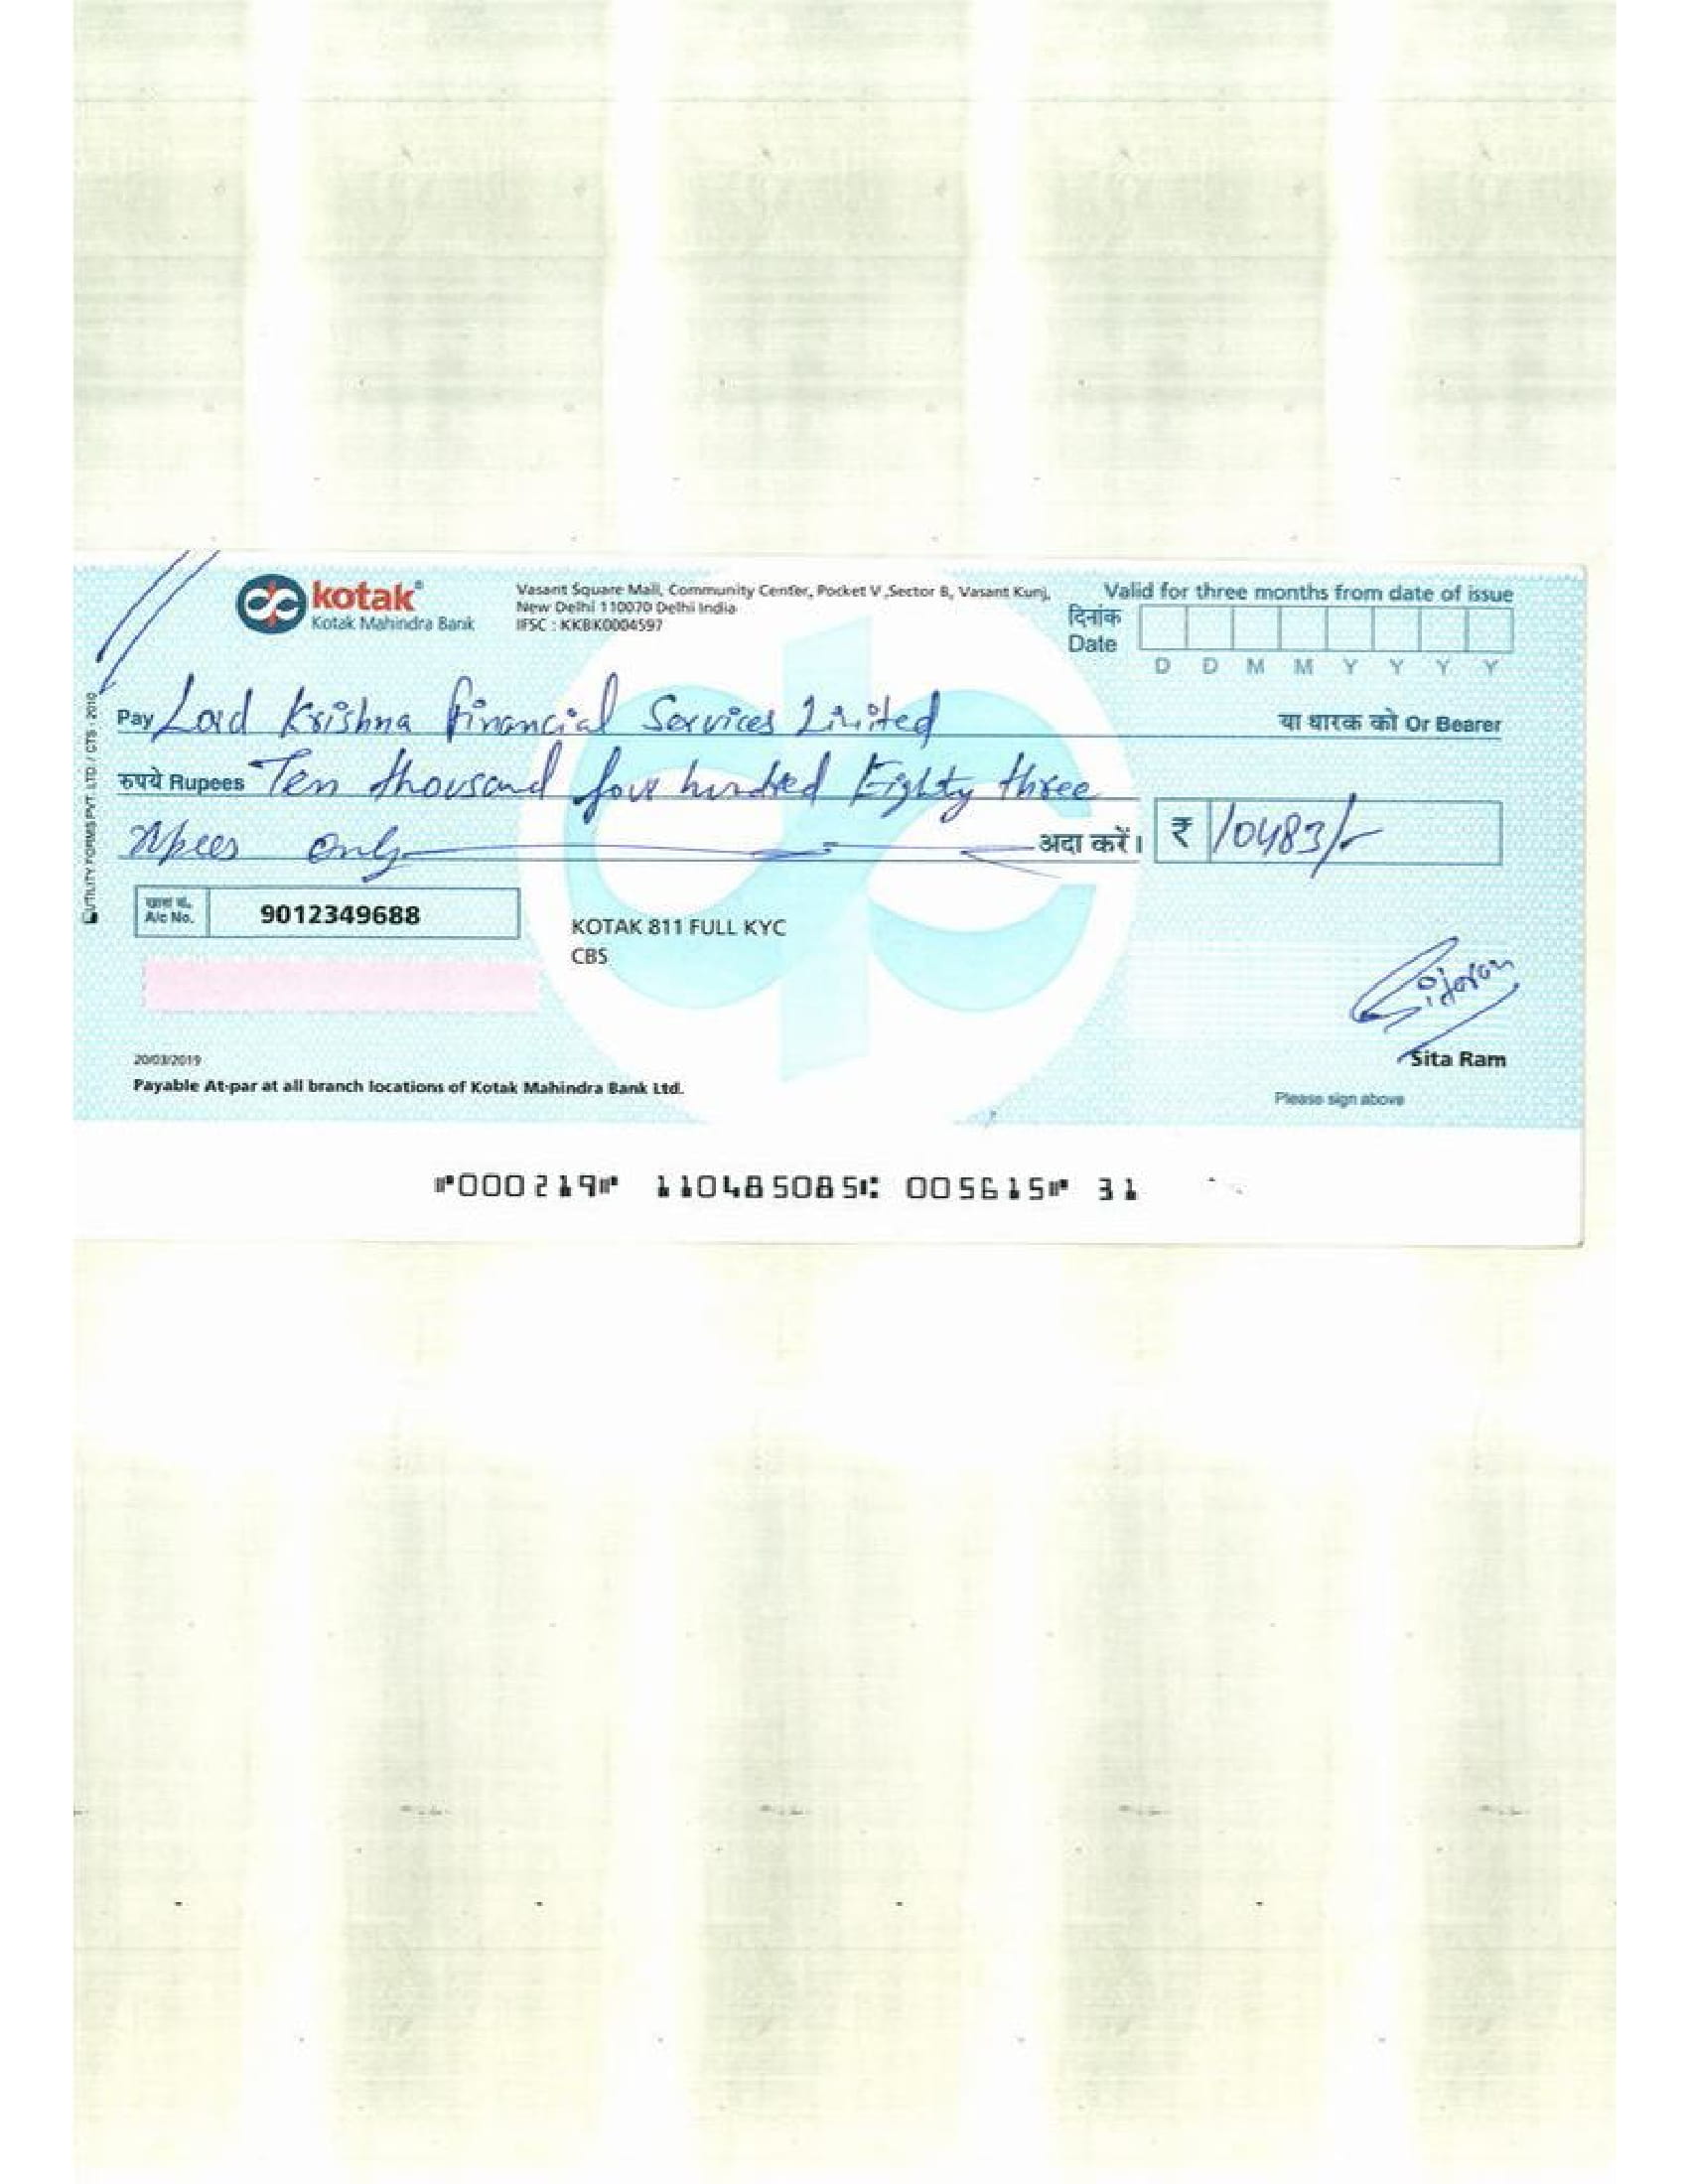 kotak®
Kotak Mahindra Bank
Vasant Square Mall, Community Center, Pocket V ,Sector B, Vasant Kunj,
New Delhi 110070 Delhi India
IFSC : KKBK0004597
Valid for three months from date of issue
दिनांक
Date
D D M M Y Y Y Y
Pay Lord Krishna Financial Services Limited या धारक को Or Bearer
रुपये Rupees Ten thousand four hundred Eighty three
rupees only अदा करें। ₹ 10483/-
खाता सं.
A/c No. 9012349688
KOTAK 811 FULL KYC
CBS
Sitaram
Sita Ram
20/03/2019
Payable At-par at all branch locations of Kotak Mahindra Bank Ltd.
Please sign above
UTILITY FORMS PVT. LTD / CTS - 2010
⑈000219⑈ 110485085⑆ 005615⑈ 31